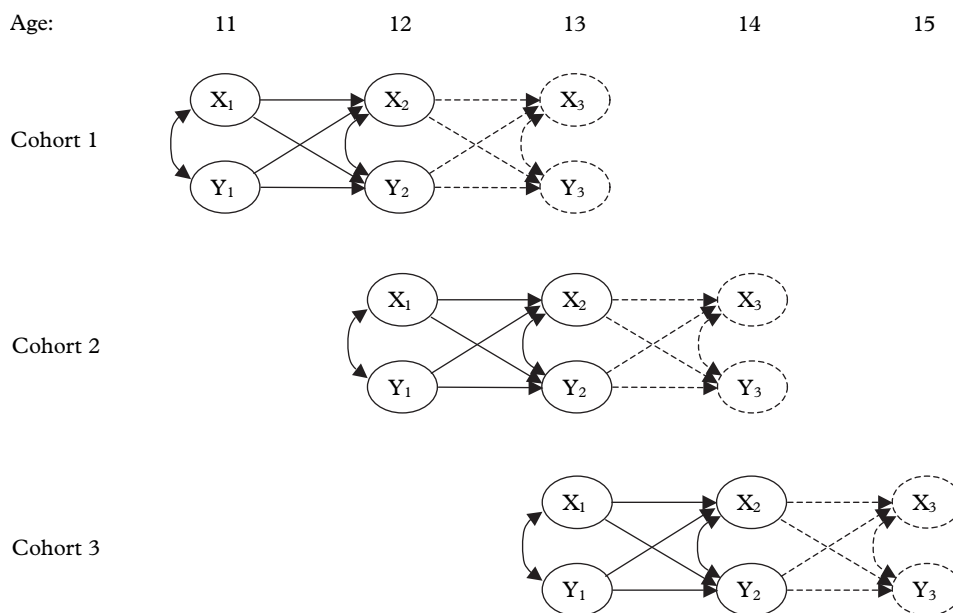 Age: 11 12 13 14 15
X₁ X₂ X₃
Cohort 1
Y₁ Y₂ Y₃
X₁ X₂ X₃
Cohort 2
Y₁ Y₂ Y₃
X₁ X₂ X₃
Cohort 3
Y₁ Y₂ Y₃